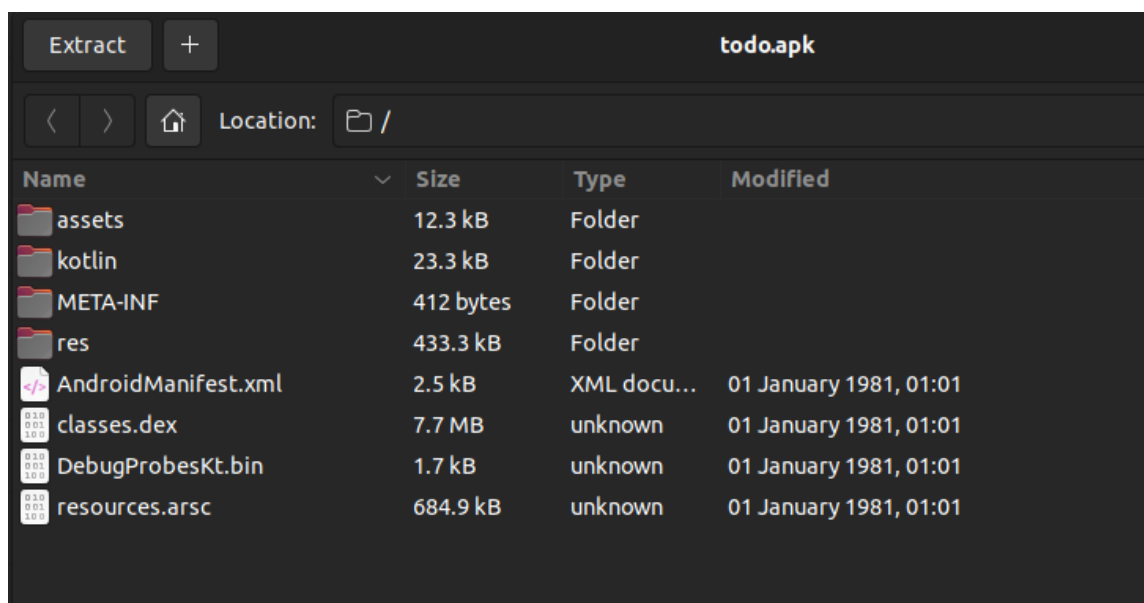 Extract + todo.apk
Location: /
Name Size Type Modified
assets 12.3 kB Folder
kotlin 23.3 kB Folder
META-INF 412 bytes Folder
res 433.3 kB Folder
AndroidManifest.xml 2.5 kB XML docu... 01 January 1981, 01:01
classes.dex 7.7 MB unknown 01 January 1981, 01:01
DebugProbesKt.bin 1.7 kB unknown 01 January 1981, 01:01
resources.arsc 684.9 kB unknown 01 January 1981, 01:01